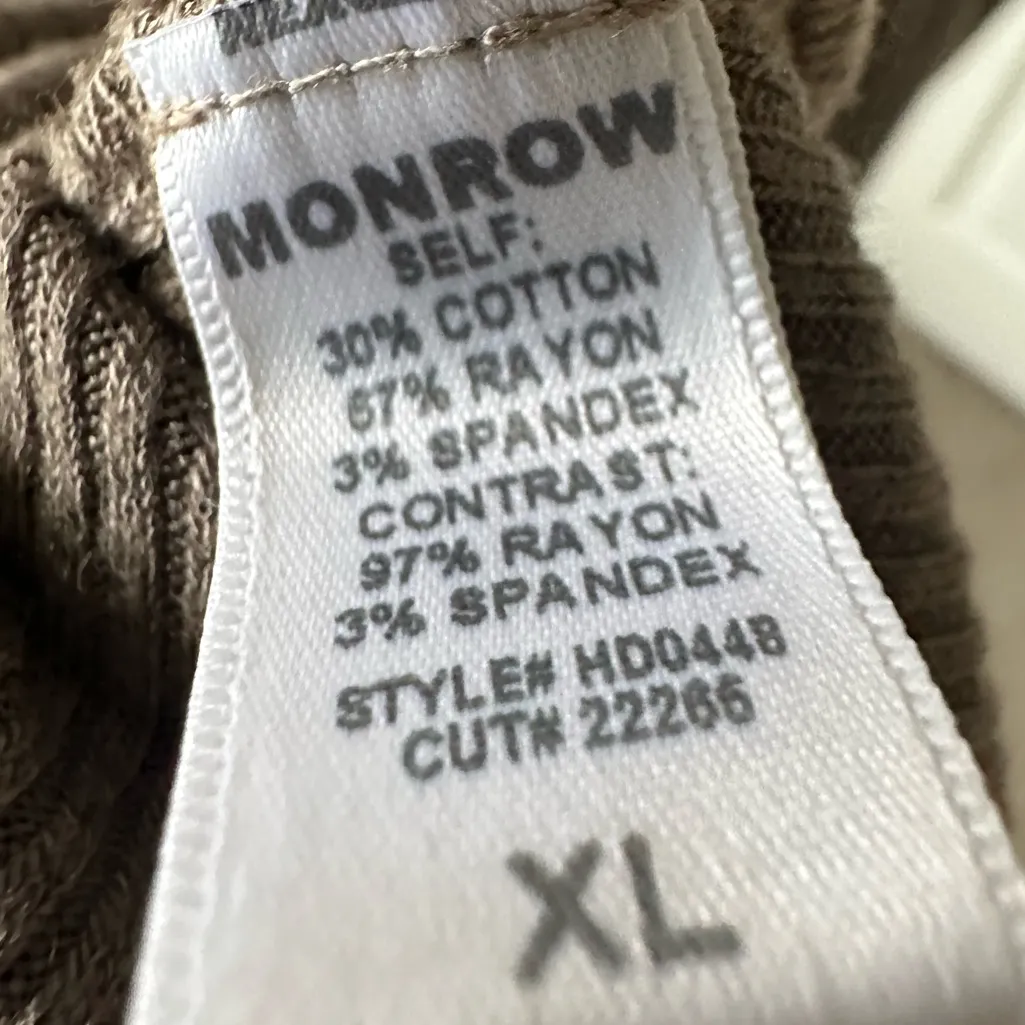 MONROW
SELF:
30% COTTON
67% RAYON
3% SPANDEX
CONTRAST:
97% RAYON
3% SPANDEX
STYLE# HD0448
CUT# 22266
XL